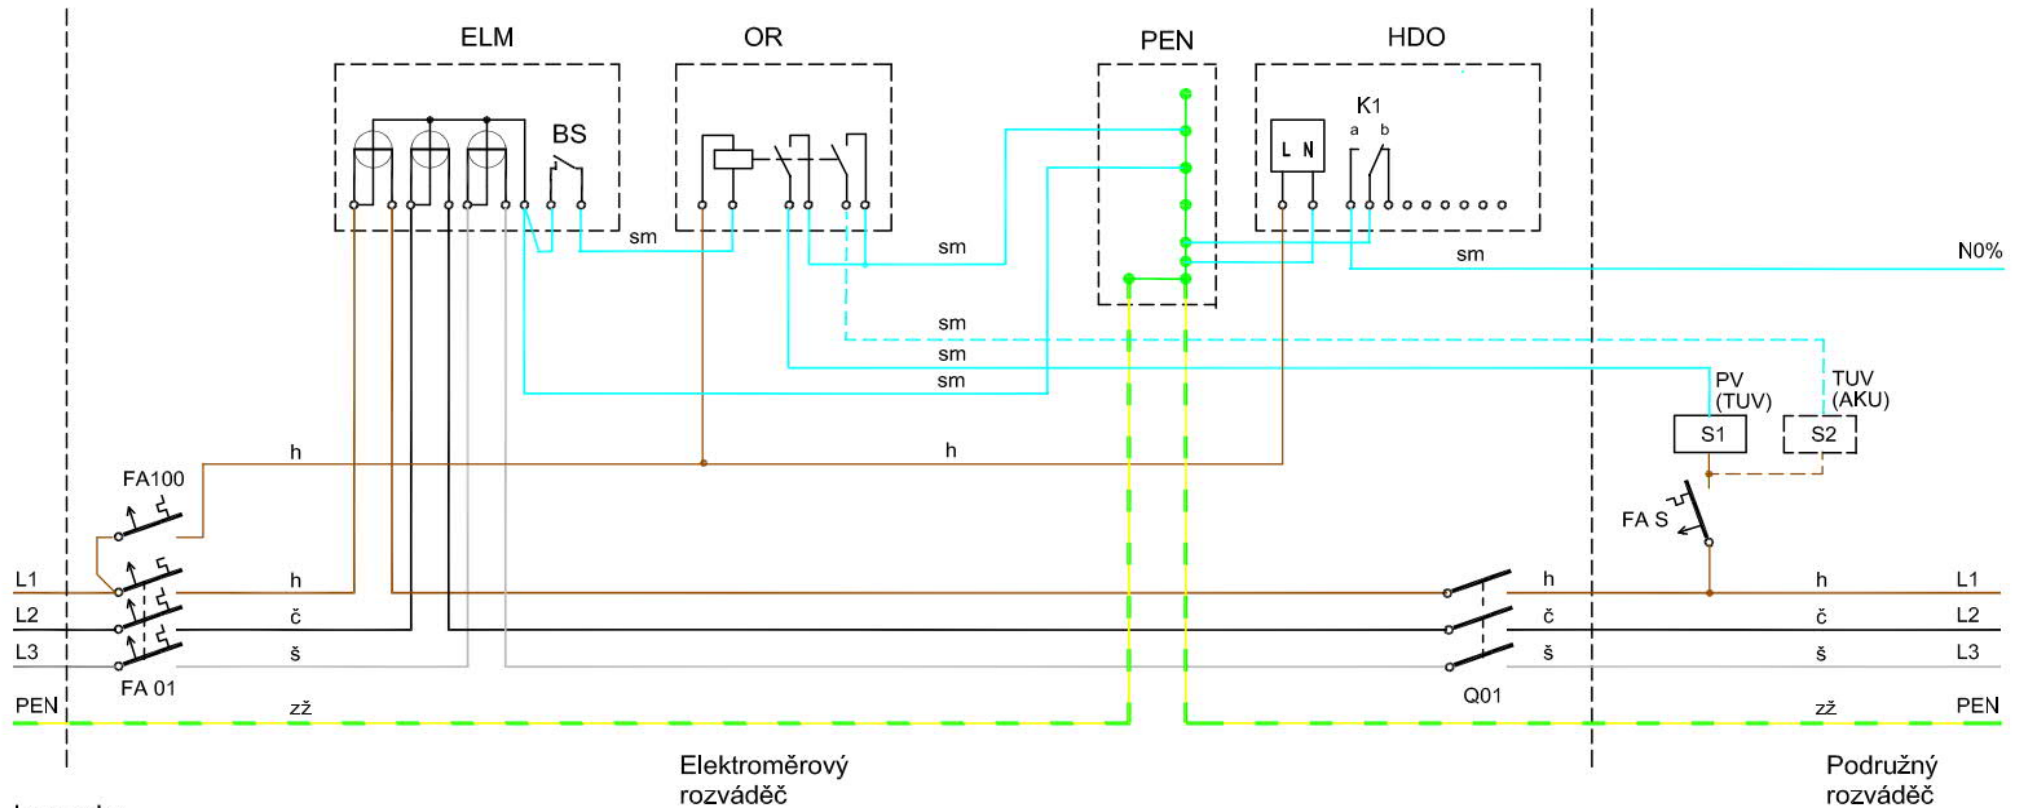 ELM
OR
PEN
HDO
BS
K1
a b
L N
sm
sm
sm
N0%
sm
sm
sm
PV
(TUV)
TUV
(AKU)
S1
S2
h
h
FA100
FA S
L1
h
h
h
L1
L2
č
č
č
L2
L3
š
š
š
L3
FA 01
Q01
PEN
zž
zž
PEN
Elektroměrový
rozváděč
Podružný
rozváděč